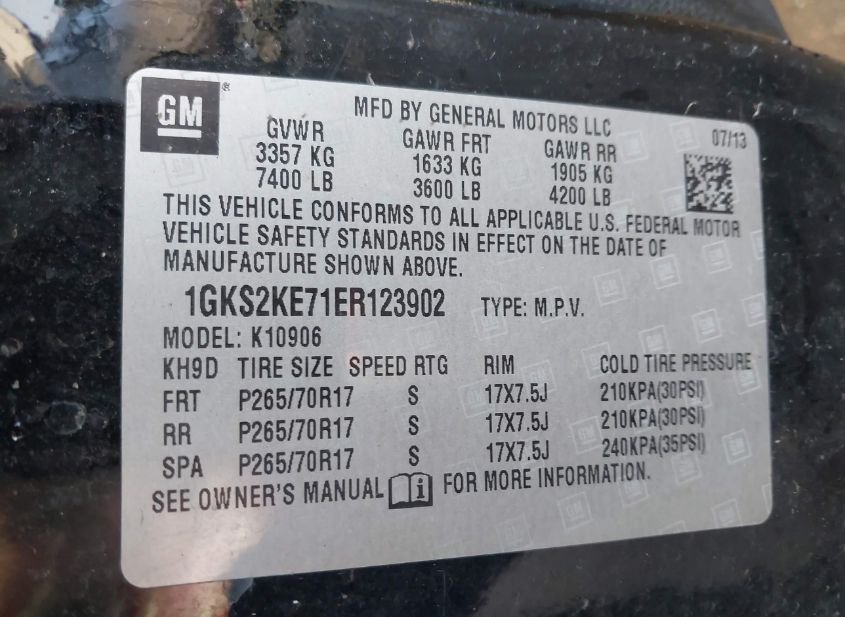 GM
MFD BY GENERAL MOTORS LLC
07/13
GVWR GAWR FRT GAWR RR
3357 KG 1633 KG 1905 KG
7400 LB 3600 LB 4200 LB
THIS VEHICLE CONFORMS TO ALL APPLICABLE U.S. FEDERAL MOTOR
VEHICLE SAFETY STANDARDS IN EFFECT ON THE DATE OF
MANUFACTURE SHOWN ABOVE.
1GKS2KE71ER123902 TYPE: M.P.V.
MODEL: K10906
KH9D TIRE SIZE SPEED RTG RIM COLD TIRE PRESSURE
FRT P265/70R17 S 17X7.5J 210KPA(30PSI)
RR P265/70R17 S 17X7.5J 210KPA(30PSI)
SPA P265/70R17 S 17X7.5J 240KPA(35PSI)
SEE OWNER'S MANUAL i FOR MORE INFORMATION.